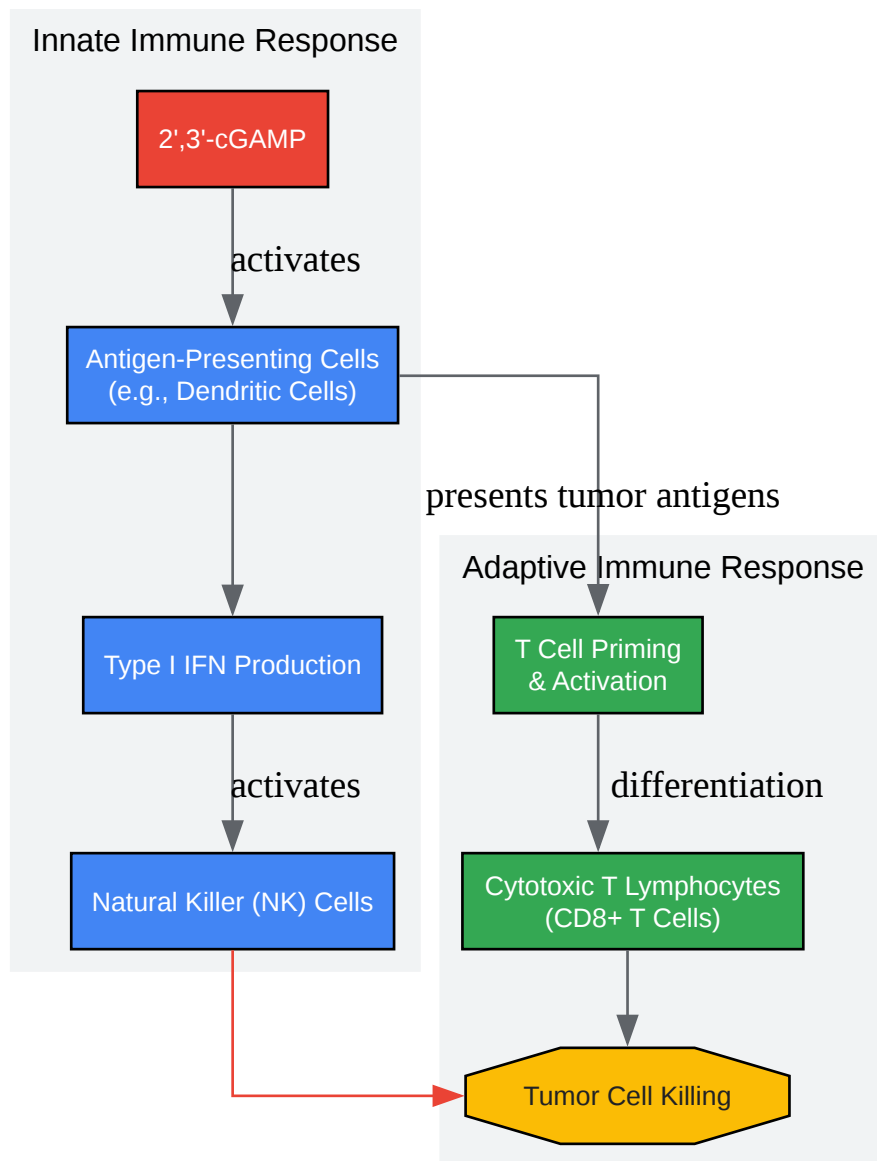 Innate Immune Response
2',3'-cGAMP
activates
Antigen-Presenting Cells
(e.g., Dendritic Cells)
presents tumor antigens
Adaptive Immune Response
Type I IFN Production
T Cell Priming
& Activation
activates
differentiation
Natural Killer (NK) Cells
Cytotoxic T Lymphocytes
(CD8+ T Cells)
Tumor Cell Killing